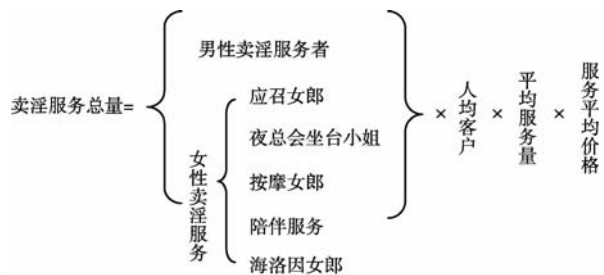 卖淫服务总量=
男性卖淫服务者
女性卖淫服务
应召女郎
夜总会坐台小姐
按摩女郎
陪伴服务
海洛因女郎
×
人均客户
×
平均服务量
×
服务平均价格